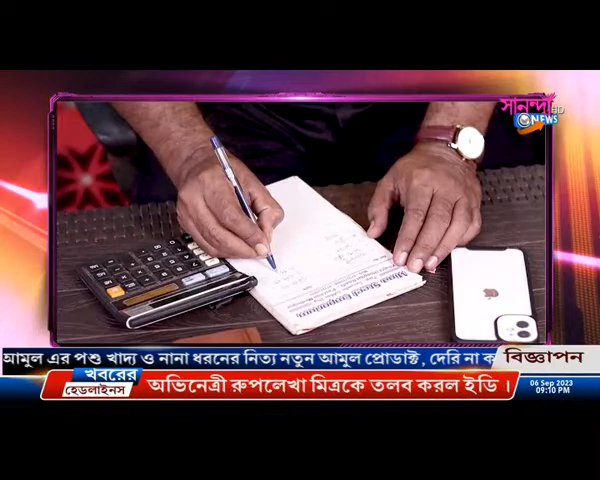 সানন্দা HD
NEWS
আমুল এর পশু খাদ্য ও নানা ধরনের নিত্য নতুন আমুল প্রোডাক্ট, দেরি না ক
বিজ্ঞাপন
খবরের
হেডলাইনস
অভিনেত্রী রুপলেখা মিত্রকে তলব করল ইডি ।
06 Sep 2023
09:10 PM